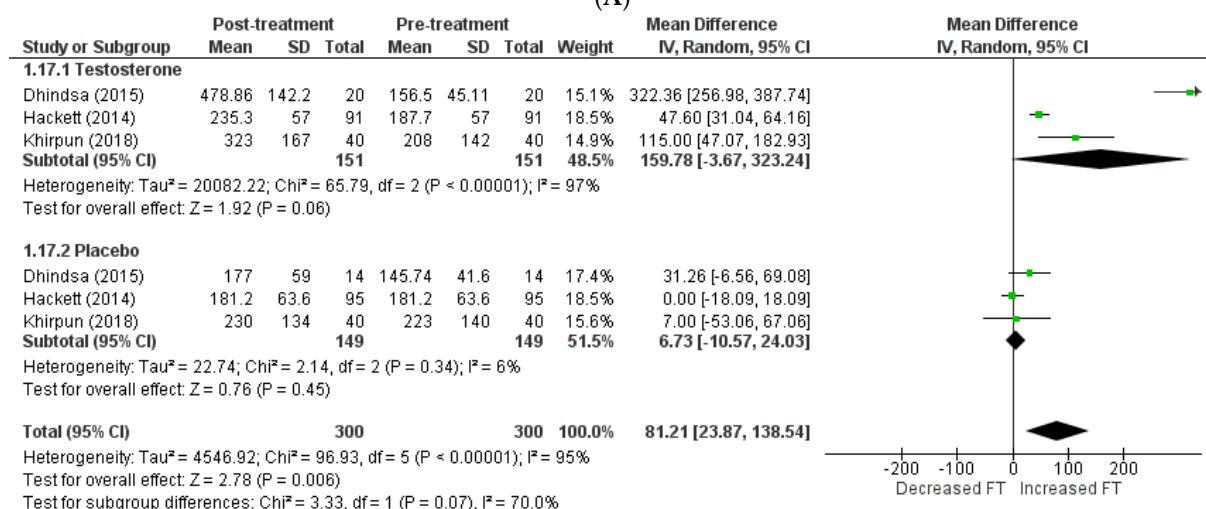 (A)
Post-treatment Pre-treatment Mean Difference Mean Difference
Study or Subgroup Mean SD Total Mean SD Total Weight IV, Random, 95% CI IV, Random, 95% CI
1.17.1 Testosterone
Dhindsa (2015) 478.86 142.2 20 156.5 45.11 20 15.1% 322.36 [256.98, 387.74]
Hackett (2014) 235.3 57 91 187.7 57 91 18.5% 47.60 [31.04, 64.16]
Khirpun (2018) 323 167 40 208 142 40 14.9% 115.00 [47.07, 182.93]
Subtotal (95% CI) 151 151 48.5% 159.78 [-3.67, 323.24]
Heterogeneity: Tau² = 20082.22; Chi² = 65.79, df = 2 (P < 0.00001); I² = 97%
Test for overall effect: Z = 1.92 (P = 0.06)
1.17.2 Placebo
Dhindsa (2015) 177 59 14 145.74 41.6 14 17.4% 31.26 [-6.56, 69.08]
Hackett (2014) 181.2 63.6 95 181.2 63.6 95 18.5% 0.00 [-18.09, 18.09]
Khirpun (2018) 230 134 40 223 140 40 15.6% 7.00 [-53.06, 67.06]
Subtotal (95% CI) 149 149 51.5% 6.73 [-10.57, 24.03]
Heterogeneity: Tau² = 22.74; Chi² = 2.14, df = 2 (P = 0.34); I² = 6%
Test for overall effect: Z = 0.76 (P = 0.45)
Total (95% CI) 300 300 100.0% 81.21 [23.87, 138.54]
Heterogeneity: Tau² = 4546.92; Chi² = 96.93, df = 5 (P < 0.00001); I² = 95%
Test for overall effect: Z = 2.78 (P = 0.006)
Test for subgroup differences: Chi² = 3.33, df = 1 (P = 0.07), I² = 70.0%
-200 -100 0 100 200
Decreased FT Increased FT